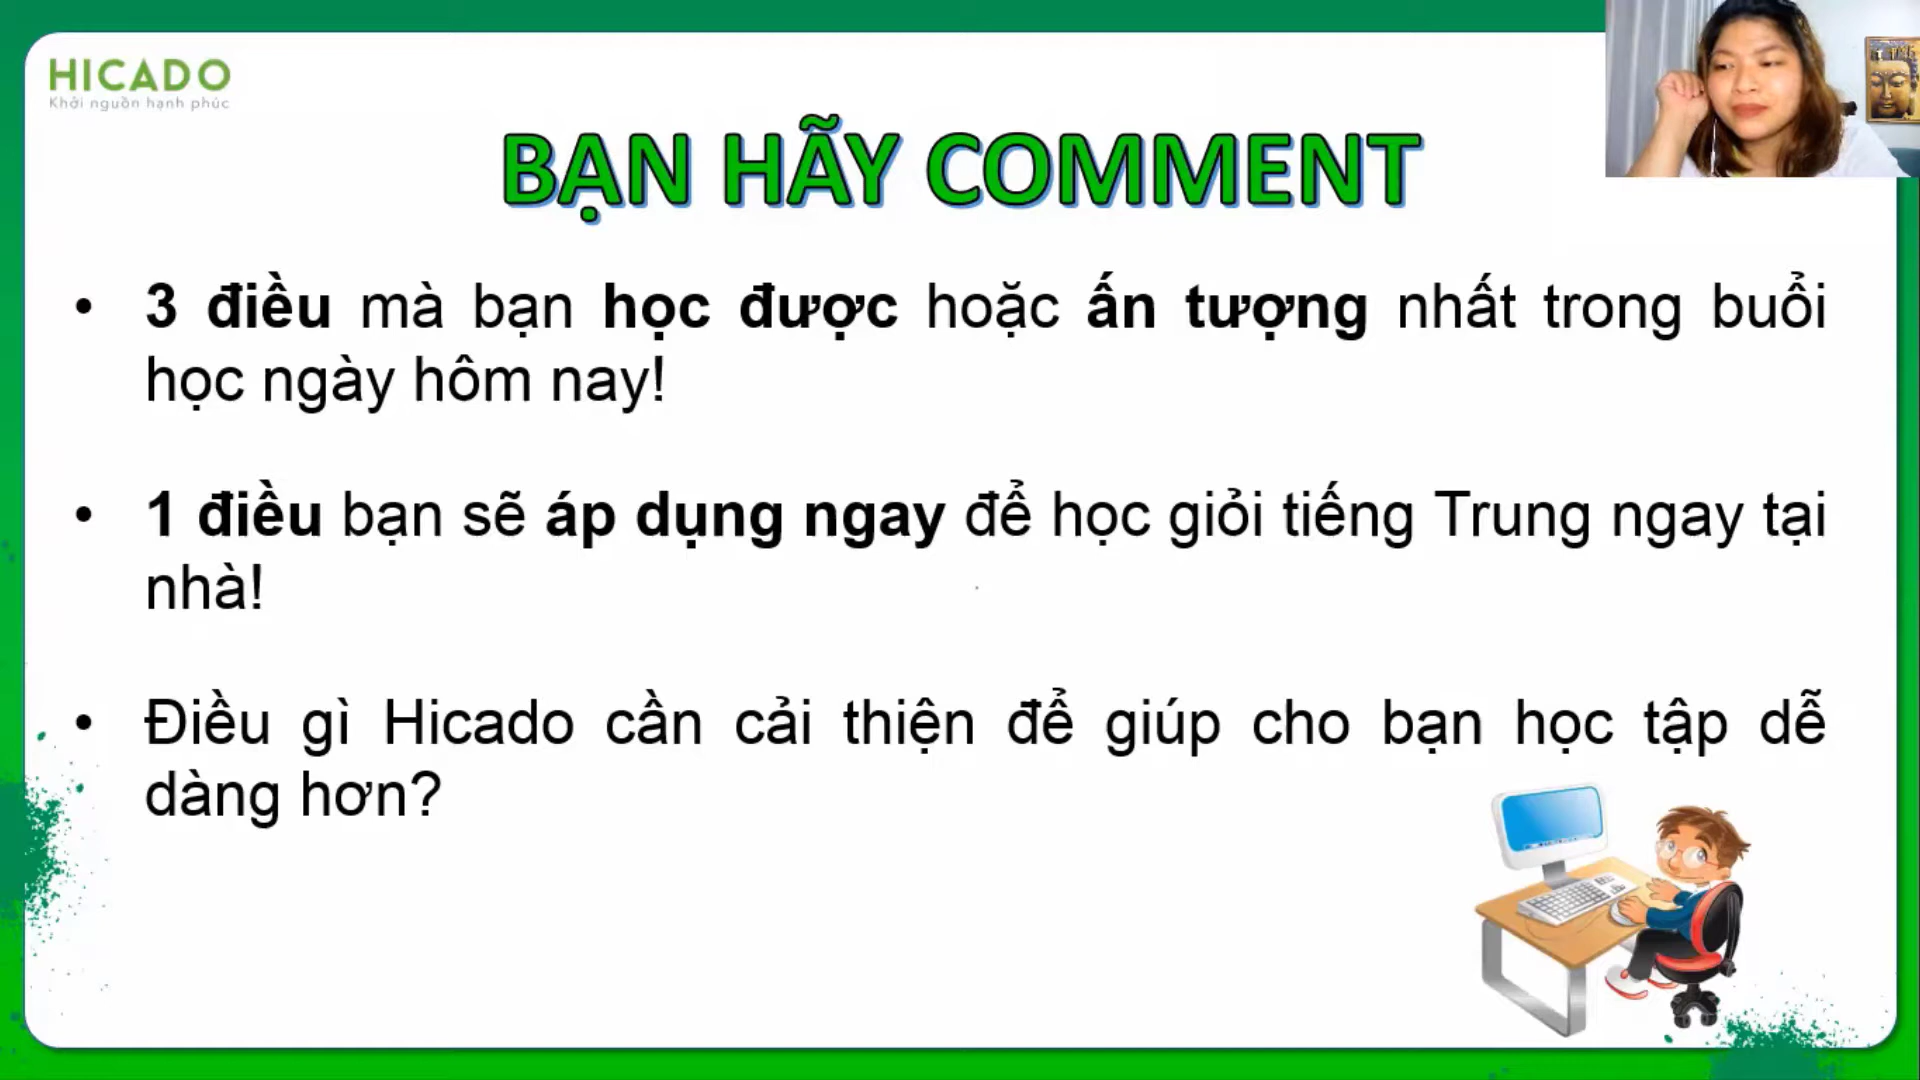 HICADO
Khởi nguồn hạnh phúc
BẠN HÃY COMMENT
• 3 điều mà bạn học được hoặc ấn tượng nhất trong buổi
học ngày hôm nay!
• 1 điều bạn sẽ áp dụng ngay để học giỏi tiếng Trung ngay tại
nhà!
• Điều gì Hicado cần cải thiện để giúp cho bạn học tập dễ
dàng hơn?